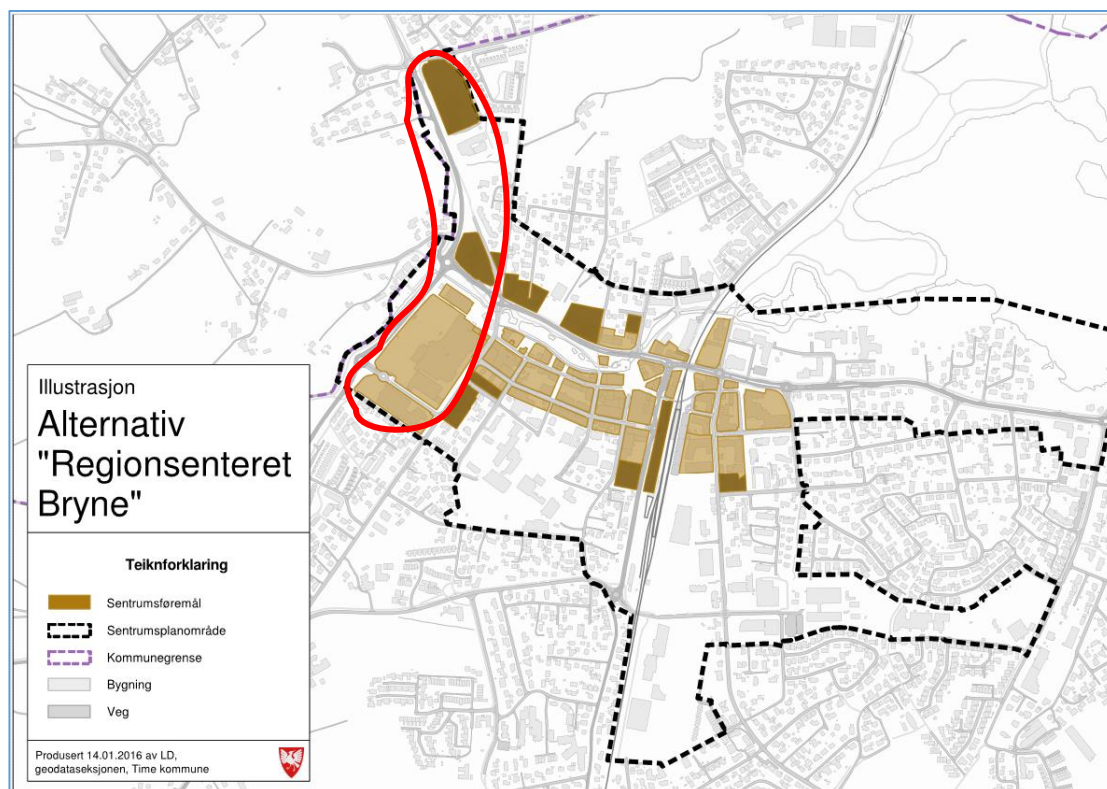 Illustrasjon
Alternativ
"Regionsenteret
Bryne"
Teiknforklaring
Sentrumsføremål
Sentrumsplanområde
Kommunegrense
Bygning
Veg
Produsert 14.01.2016 av LD,
geodataseksjonen, Time kommune